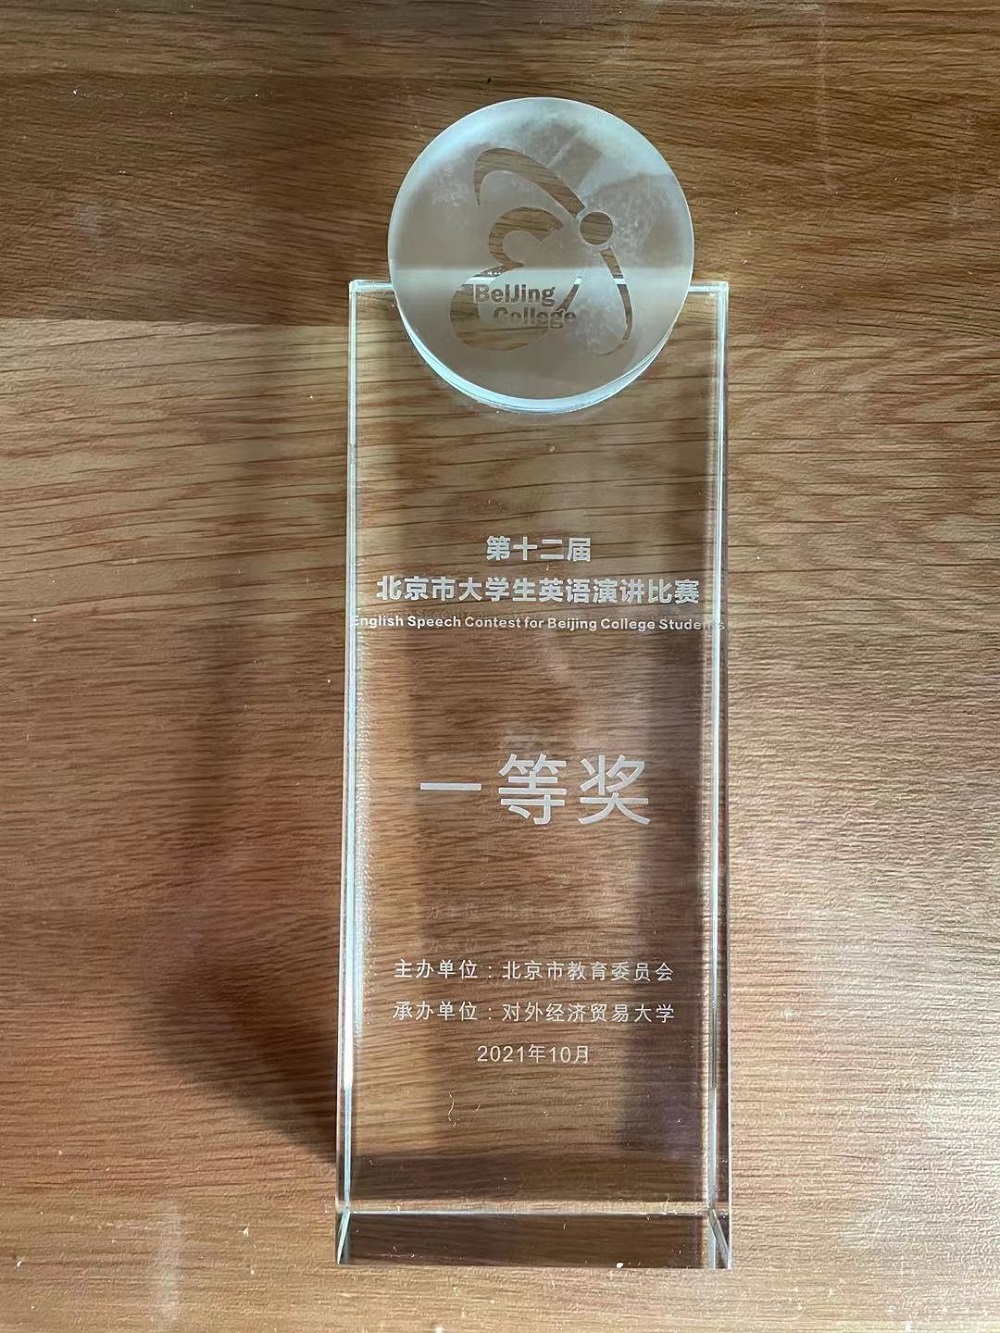 BeiJing
College
第十二届
北京市大学生英语演讲比赛
English Speech Contest for Beijing College Students
一等奖
主办单位：北京市教育委员会
承办单位：对外经济贸易大学
2021年10月